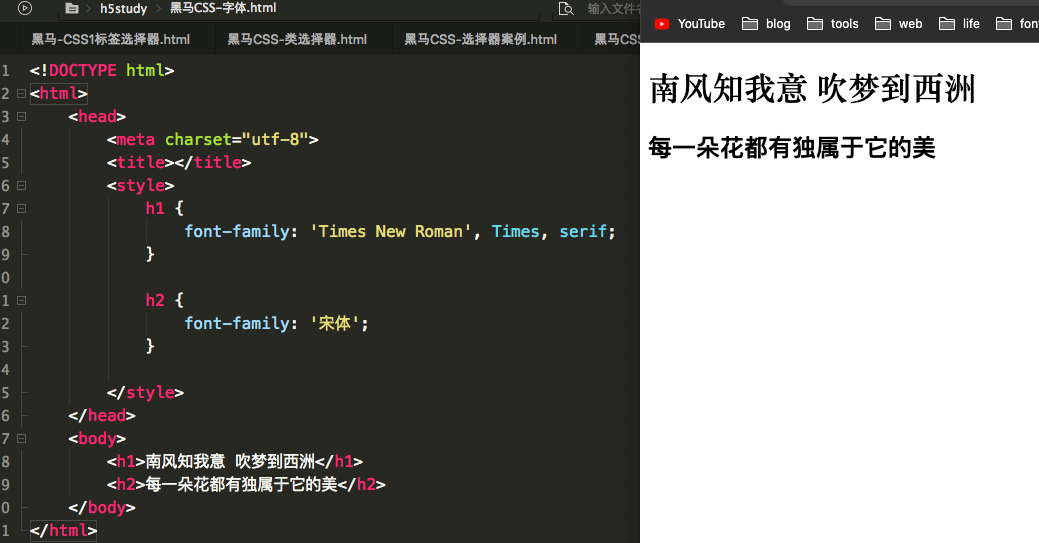 h5study 黑马CSS-字体.html
输入文件名
黑马-CSS1标签选择器.html 黑马CSS-类选择器.html 黑马CSS-选择器案例.html 黑马CS
YouTube blog tools web life fon
1 <!DOCTYPE html>
2 <html>
3 <head>
4 <meta charset="utf-8">
5 <title></title>
6 <style>
7 h1 {
8 font-family: 'Times New Roman', Times, serif;
9 }
0
1 h2 {
2 font-family: '宋体';
3 }
4
5 </style>
6 </head>
7 <body>
8 <h1>南风知我意 吹梦到西洲</h1>
9 <h2>每一朵花都有独属于它的美</h2>
0 </body>
1 </html>
南风知我意 吹梦到西洲
每一朵花都有独属于它的美